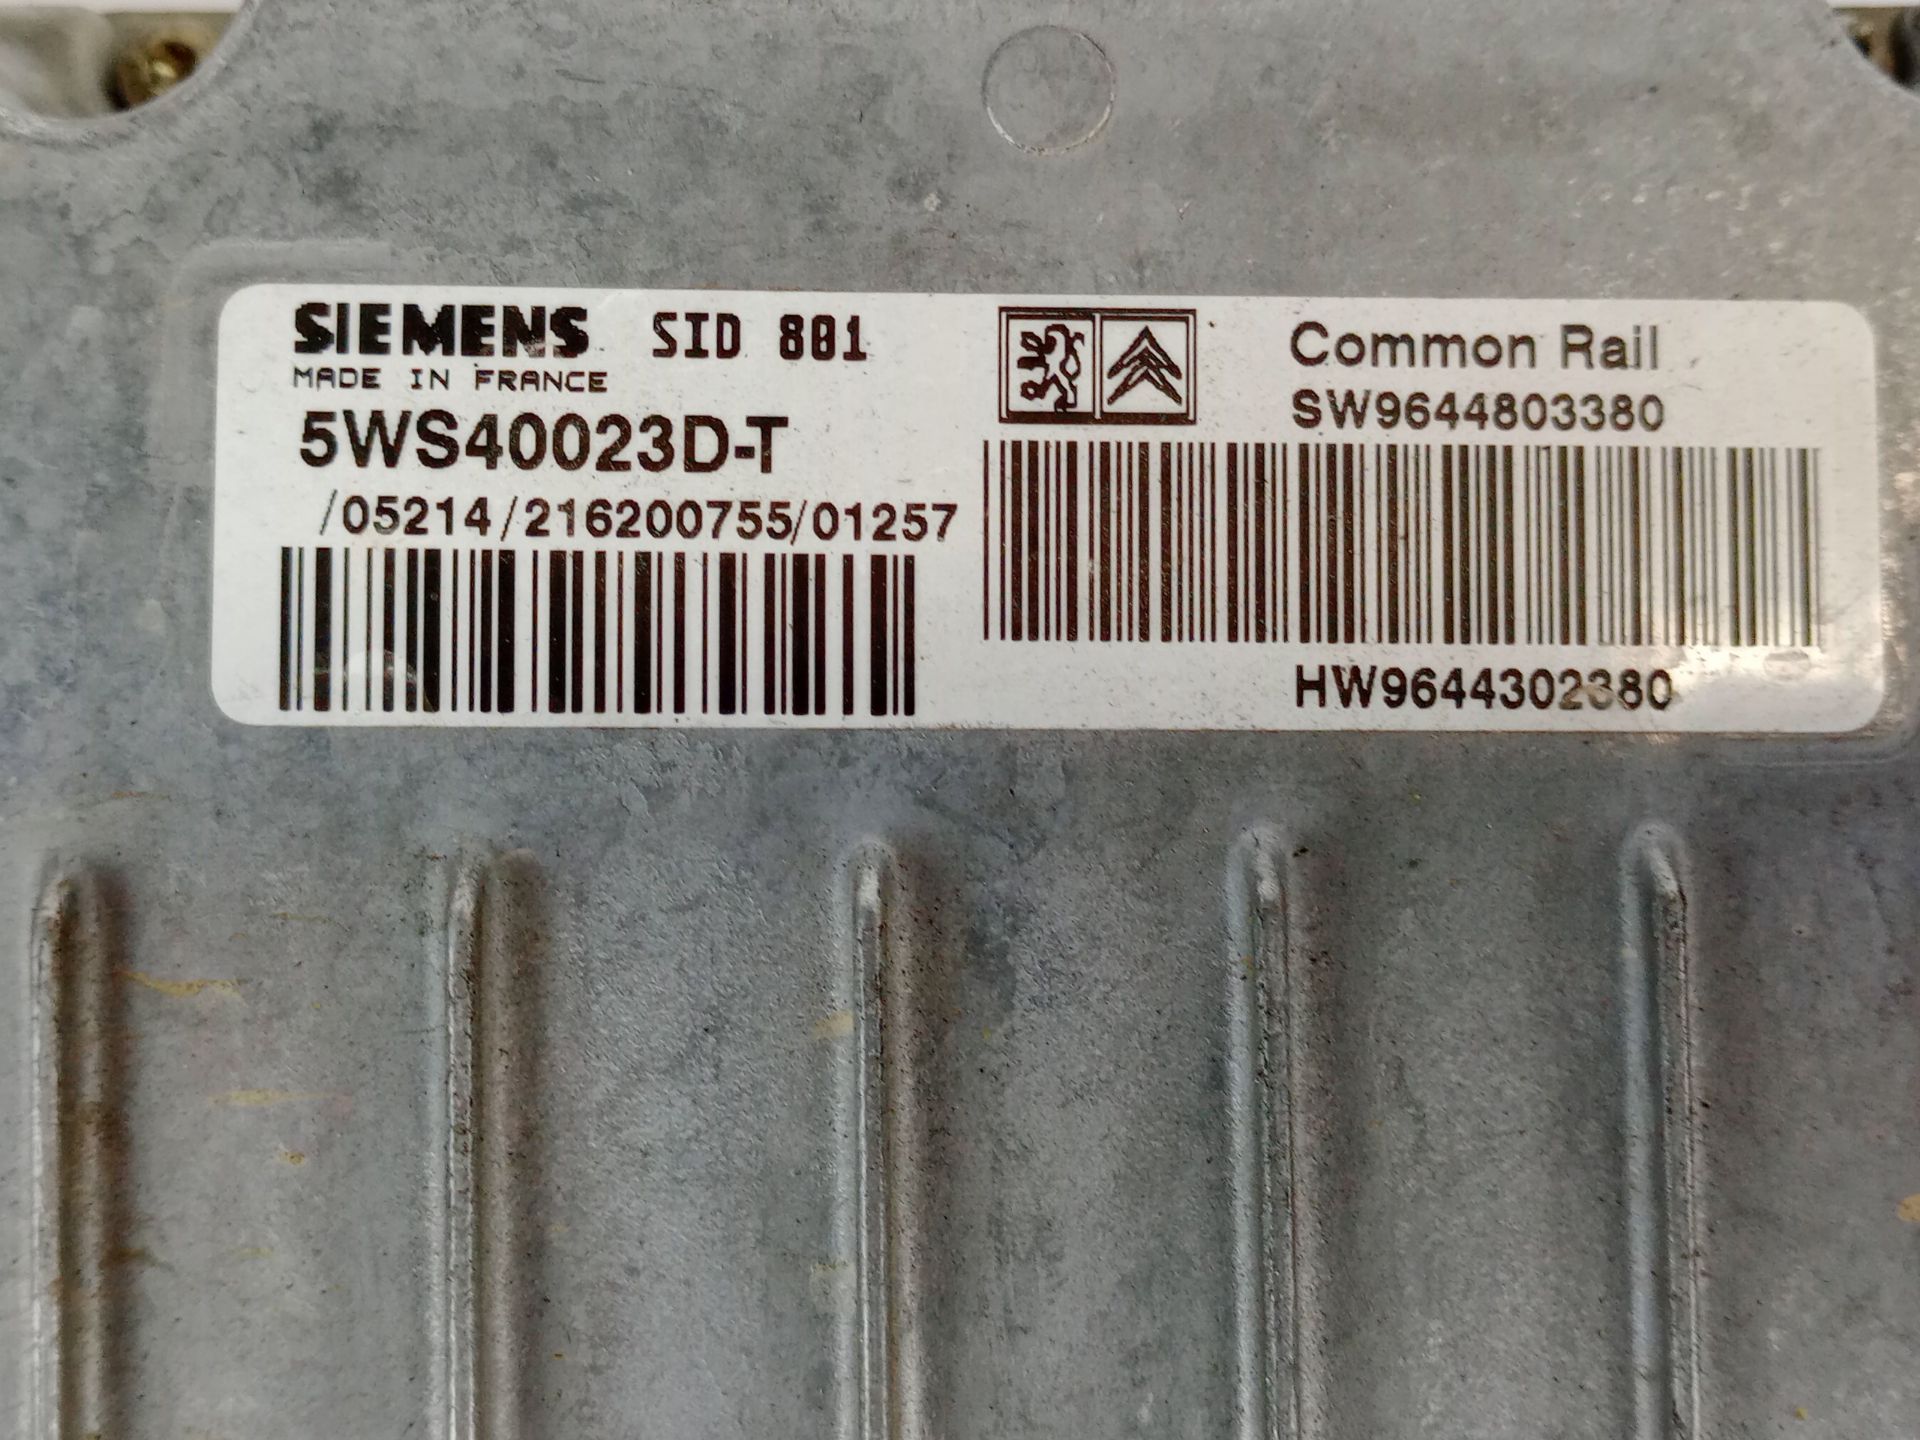 SIEMENS SID 801
MADE IN FRANCE
5WS40023D-T
/05214/216200755/01257
Common Rail
SW9644803380
HW9644302380